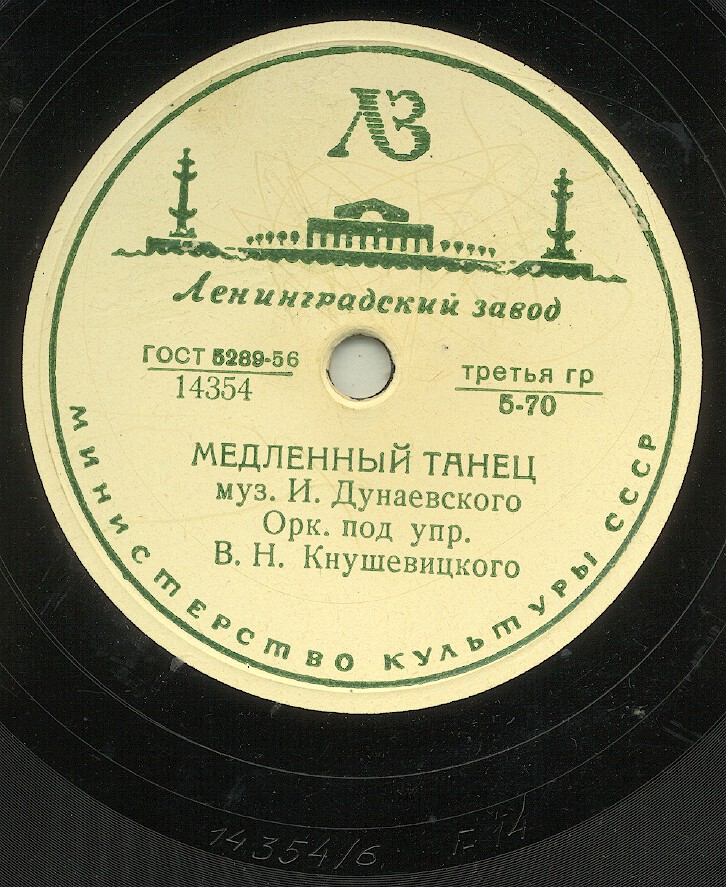 ЛЗ
Ленинградский завод
ГОСТ 5289-56
14354
третья гр
5-70
МЕДЛЕННЫЙ ТАНЕЦ
муз. И. Дунаевского
Орк. под упр.
В. Н. Кнушевицкого
МИНИСТЕРСТВО КУЛЬТУРЫ СССР
14354/6